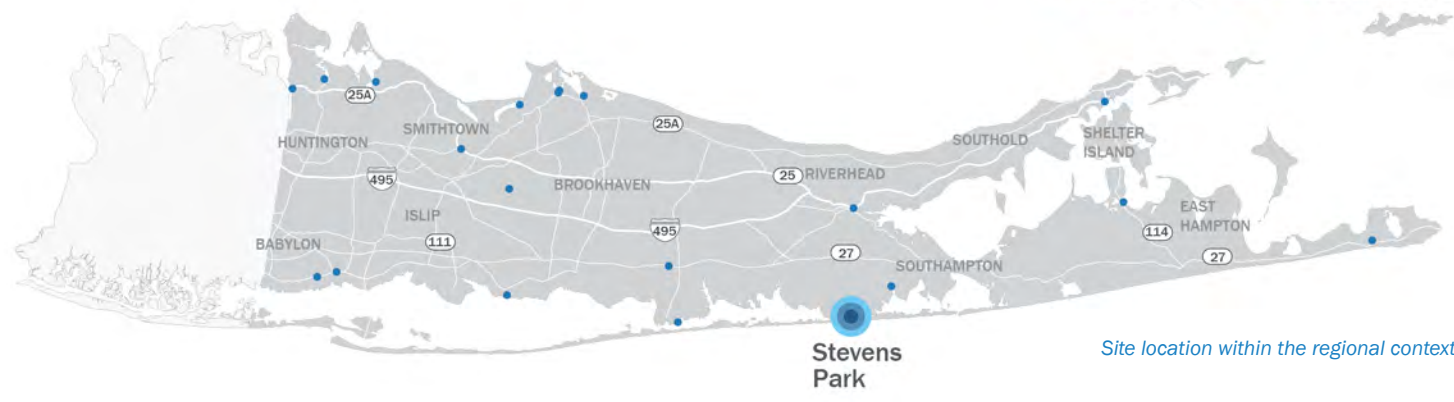 25A
HUNTINGTON
SMITHTOWN
25A
SOUTHOLD
SHELTER
ISLAND
495
BROOKHAVEN
25
RIVERHEAD
ISLIP
111
BABYLON
495
27
SOUTHAMPTON
EAST
HAMPTON
114
27
Stevens
Park
Site location within the regional context